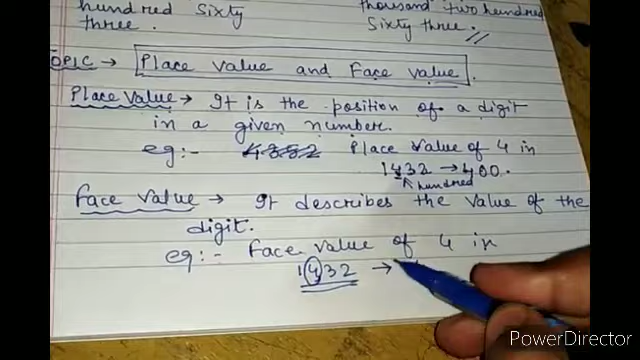 hundred Sixty
three.
thousand two hundred
Sixty three.
TOPIC → Place value and Face value.
Place Value → It is the position of a digit
in a given number.
eg:- 4352 Place value of 4 in
1432 → 400.
hundred
Face Value → It describes the value of the
digit.
eg:- Face value of 4 in
1432 →
PowerDirector